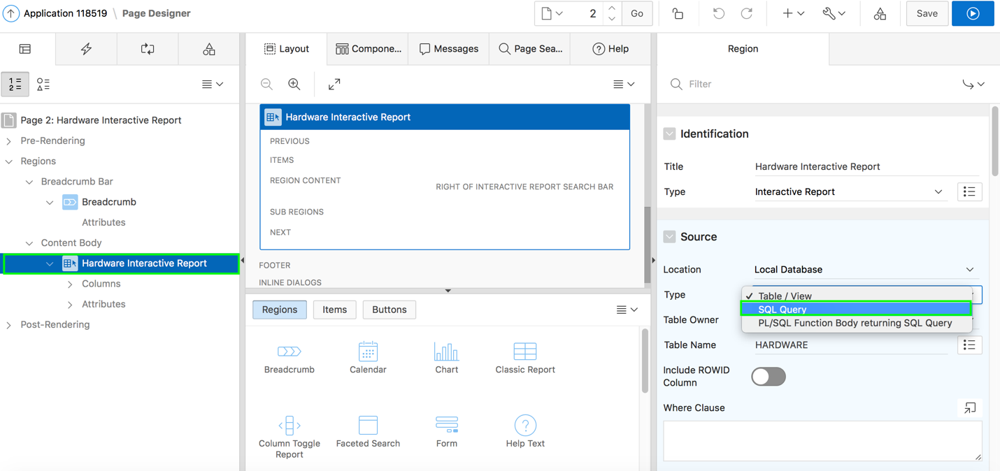 Application 118519 \ Page Designer
2
Go
Save
Layout
Compone...
Messages
Page Sea...
Help
Region
1
2
Filter
Page 2: Hardware Interactive Report
Pre-Rendering
Regions
Breadcrumb Bar
Breadcrumb
Attributes
Content Body
Hardware Interactive Report
Columns
Attributes
Post-Rendering
Hardware Interactive Report
PREVIOUS
ITEMS
REGION CONTENT
RIGHT OF INTERACTIVE REPORT SEARCH BAR
SUB REGIONS
NEXT
FOOTER
INLINE DIALOGS
Regions
Items
Buttons
Breadcrumb
Calendar
Chart
Classic Report
Column Toggle
Report
Faceted Search
Form
Help Text
Identification
Title
Hardware Interactive Report
Type
Interactive Report
Source
Location
Local Database
Type
✓ Table / View
SQL Query
PL/SQL Function Body returning SQL Query
Table Owner
Table Name
HARDWARE
Include ROWID
Column
Where Clause